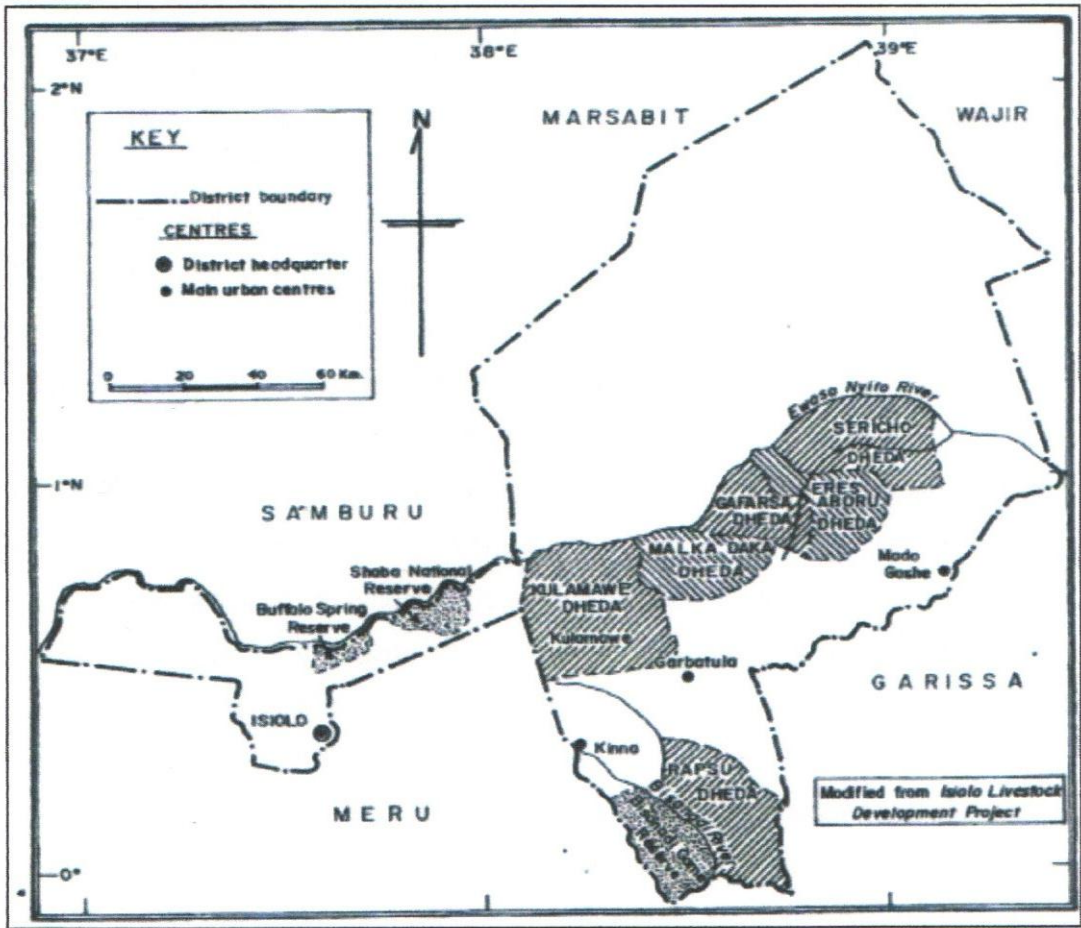 37°E
38°E
39°E
2°N
MARSABIT
WAJIR
KEY
N
District boundary
CENTRES
District headquarter
Main urban centres
0 20 40 60 Km.
Ewaso Nyiro River
SERICHO
DHEDA
1°N
ERES
ABORU
DHEDA
GAFARSA
DHEDA
SAMBURU
MALKA DAKA
DHEDA
Mado
Gashe
Shaba National
Reserve
KULAMAWE
DHEDA
Buffalo Spring
Reserve
Kulamawe
Garbatula
GARISSA
ISIOLO
Kinna
RAPSU
DHEDA
Modified from Isiolo Livestock
Development Project
MERU
River
Reserve
0°